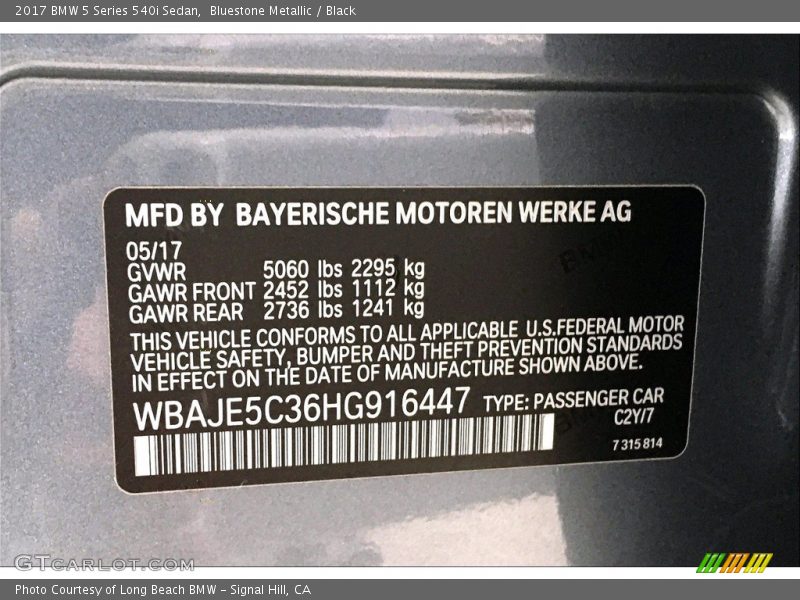 2017 BMW 5 Series 540i Sedan,  Bluestone Metallic / Black
MFD BY BAYERISCHE MOTOREN WERKE AG
05/17
GVWR 5060 lbs 2295 kg
GAWR FRONT 2452 lbs 1112 kg
GAWR REAR 2736 lbs 1241 kg
THIS VEHICLE CONFORMS TO ALL APPLICABLE U.S.FEDERAL MOTOR
VEHICLE SAFETY, BUMPER AND THEFT PREVENTION STANDARDS
IN EFFECT ON THE DATE OF MANUFACTURE SHOWN ABOVE.
WBAJE5C36HG916447 TYPE: PASSENGER CAR
C2Y/7
7 315 814
GTCARLOT.COM
Photo Courtesy of Long Beach BMW – Signal Hill, CA